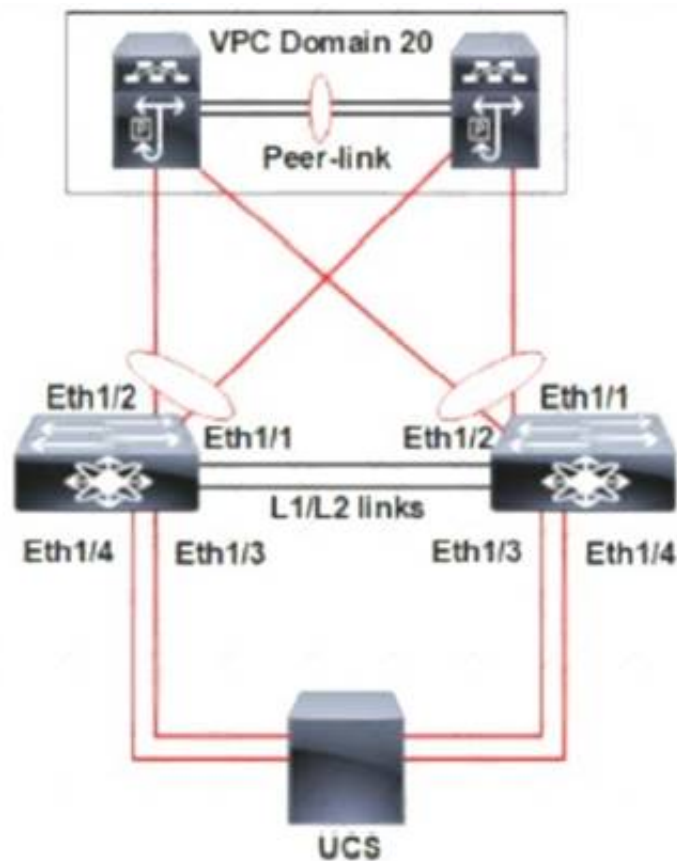 VPC Domain 20
Peer-link
Eth1/2
Eth1/1
Eth1/1
Eth1/2
L1/L2 links
Eth1/4
Eth1/3
Eth1/3
Eth1/4
UCS